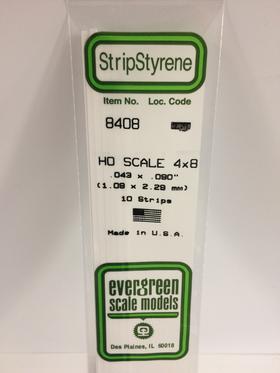 StripStyrene
Item No. Loc. Code
8408
HO SCALE 4x8
.043 x .090"
(1.09 x 2.29 mm)
10 Strips
Made in U.S.A.
evergreen
scale models
Des Plaines, IL 60018